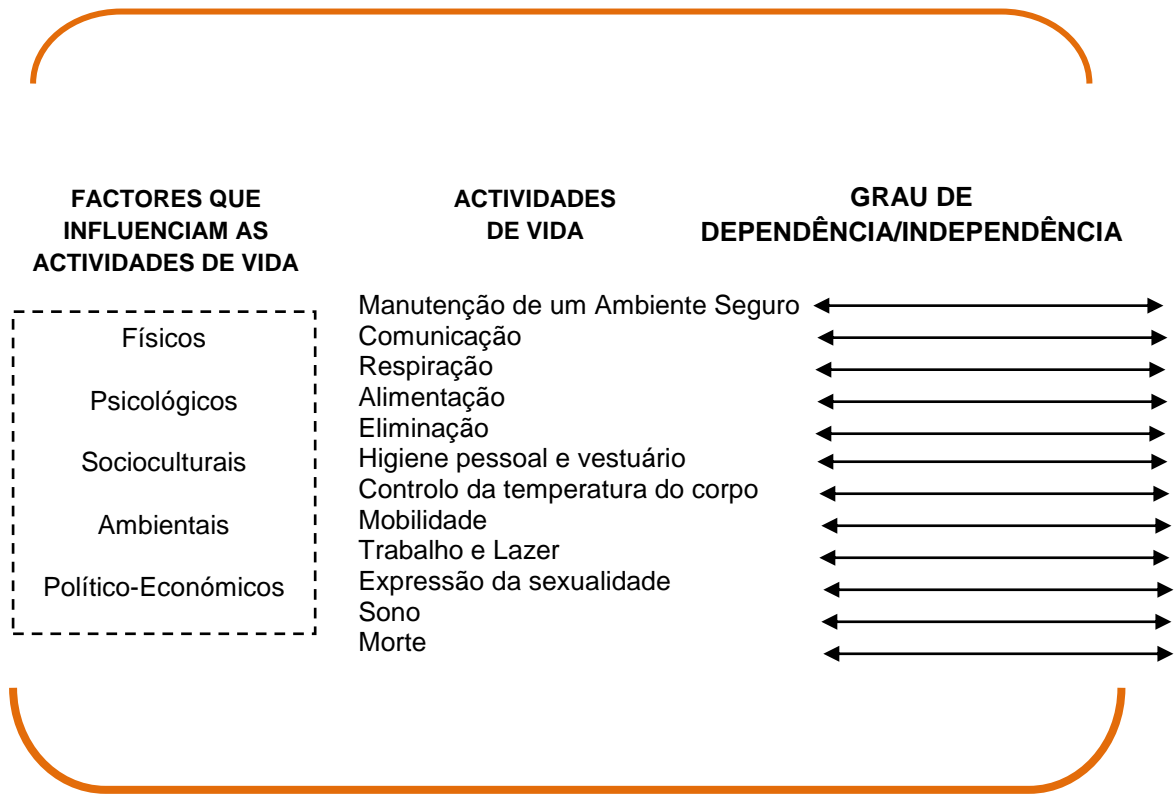 FACTORES QUE
INFLUENCIAM AS
ACTIVIDADES DE VIDA
ACTIVIDADES
DE VIDA
GRAU DE
DEPENDÊNCIA/INDEPENDÊNCIA
Físicos
Psicológicos
Socioculturais
Ambientais
Político-Económicos
Manutenção de um Ambiente Seguro
Comunicação
Respiração
Alimentação
Eliminação
Higiene pessoal e vestuário
Controlo da temperatura do corpo
Mobilidade
Trabalho e Lazer
Expressão da sexualidade
Sono
Morte